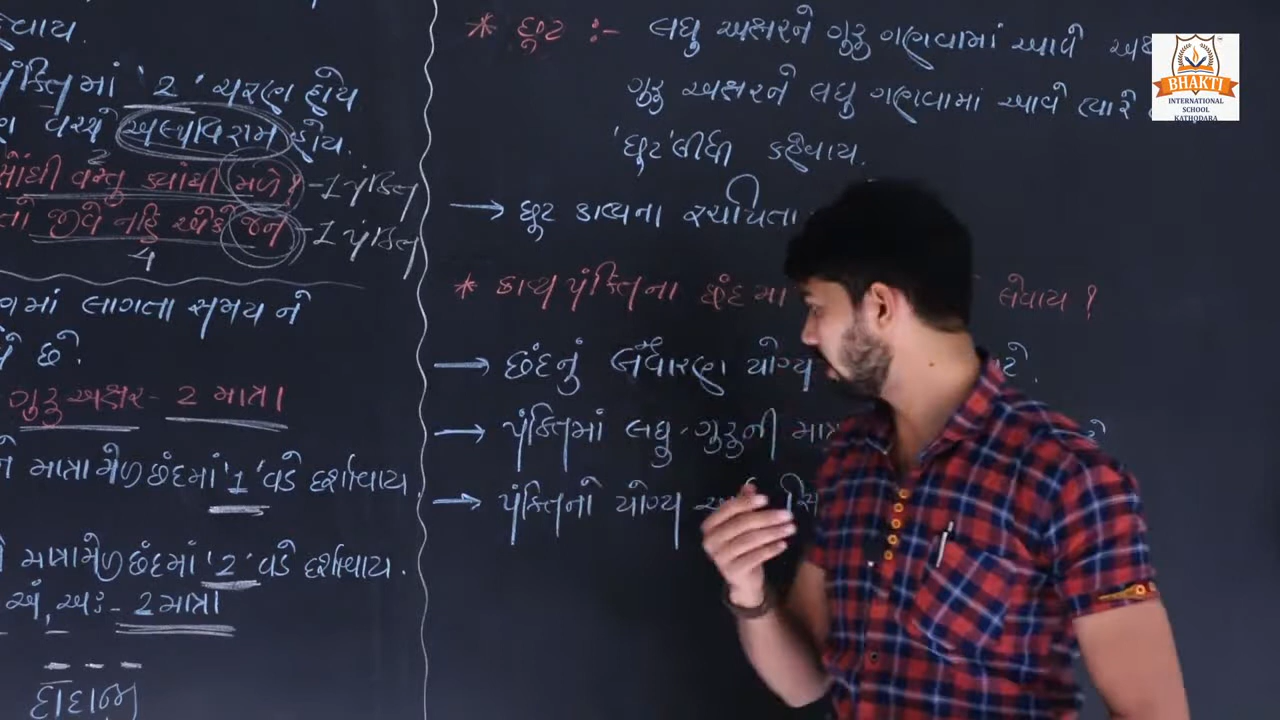 હેવાય.
પંક્તિમાં '2' ચરણ હોય
વચ્ચે અલ્પવિરામ હોય.
2
સોંઘી વસ્તુ ક્યાંથી મળે? - 1 પંક્તિ
તો જીવે નહિ એકે જન - 1 પંક્તિ
4
લાગતા સમય ને
છે.
ગુરુ અક્ષર - 2 માત્રા
માત્રામેળ છંદમાં '1' વડે દર્શાવાય.
માત્રામેળ છંદમાં '2' વડે દર્શાવાય.
અં, અઃ - 2 માત્રા
દાદાજી
* છૂટ :- લઘુ અક્ષરને ગુરુ ગણવામાં આવે
ગુરુ અક્ષરને લઘુ ગણવામાં આવે ત્યારે
'છૂટ' લીધી કહેવાય.
→ છૂટ કાવ્યના રચયિતા
* કાવ્ય પંક્તિના છંદમાં લેવાય ?
→ છંદનું બંધારણ યોગ્ય
→ પંક્તિમાં લઘુ-ગુરુની
→ પંક્તિનો યોગ્ય
BHAKTI
INTERNATIONAL
SCHOOL
KATHODARA